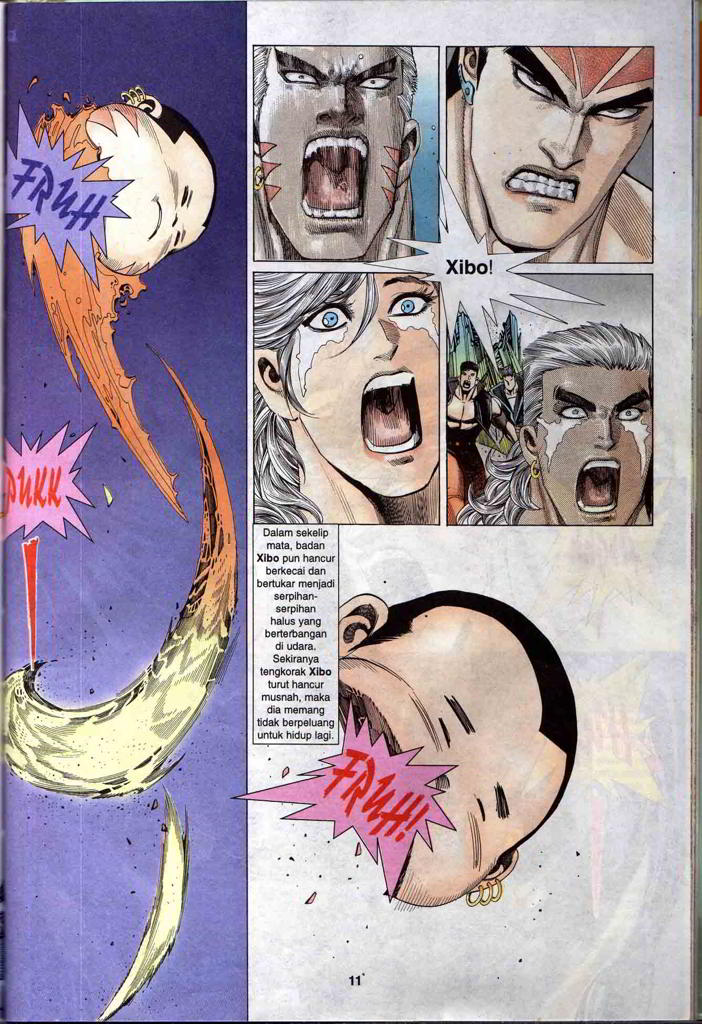 FRUH
Xibo!
Dalam sekelip
mata, badan
Xibo pun hancur
berkecai dan
bertukar menjadi
serpihan-
serpihan
halus yang
berterbangan
di udara.
Sekiranya
tengkorak Xibo
turut hancur
musnah, maka
dia memang
tidak berpeluang
untuk hidup lagi.
FRUH!
11